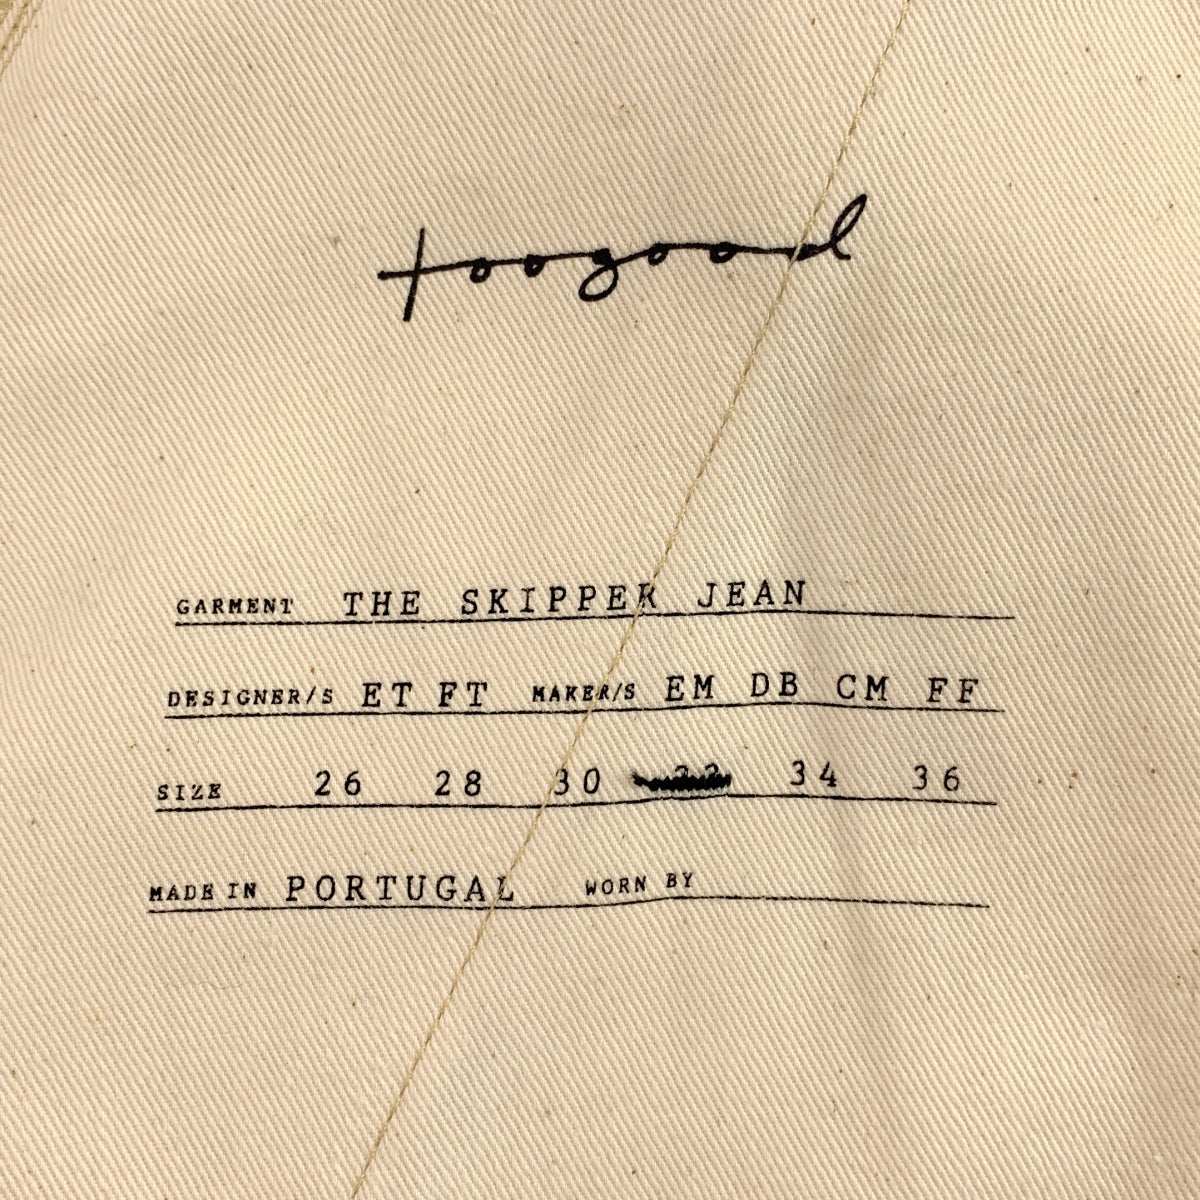 toogood
GARMENT THE SKIPPER JEAN
DESIGNER/S ET FT MAKER/S EM DB CM FF
SIZE 26 28 30 32 34 36
MADE IN PORTUGAL WORN BY